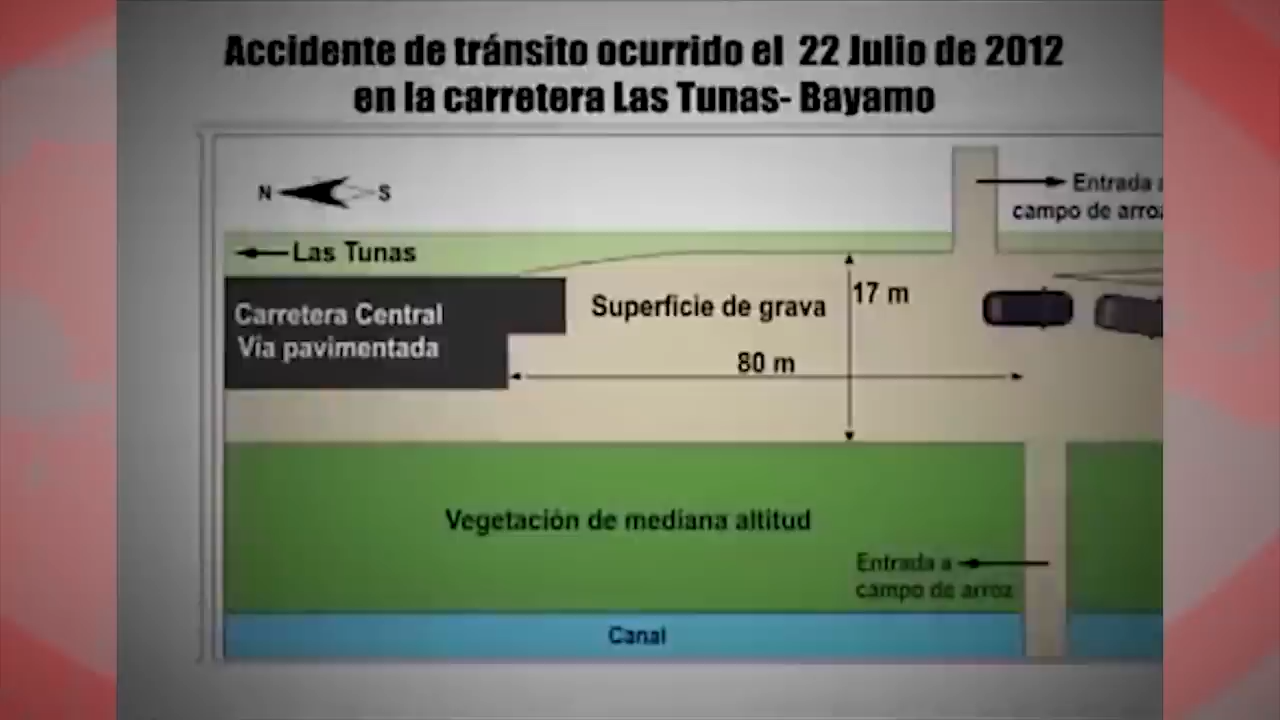 Accidente de tránsito ocurrido el 22 Julio de 2012
en la carretera Las Tunas- Bayamo
N S
Entrada a
campo de arroz
Las Tunas
Carretera Central
Vía pavimentada
Superficie de grava
17 m
80 m
Vegetación de mediana altitud
Entrada a
campo de arroz
Canal